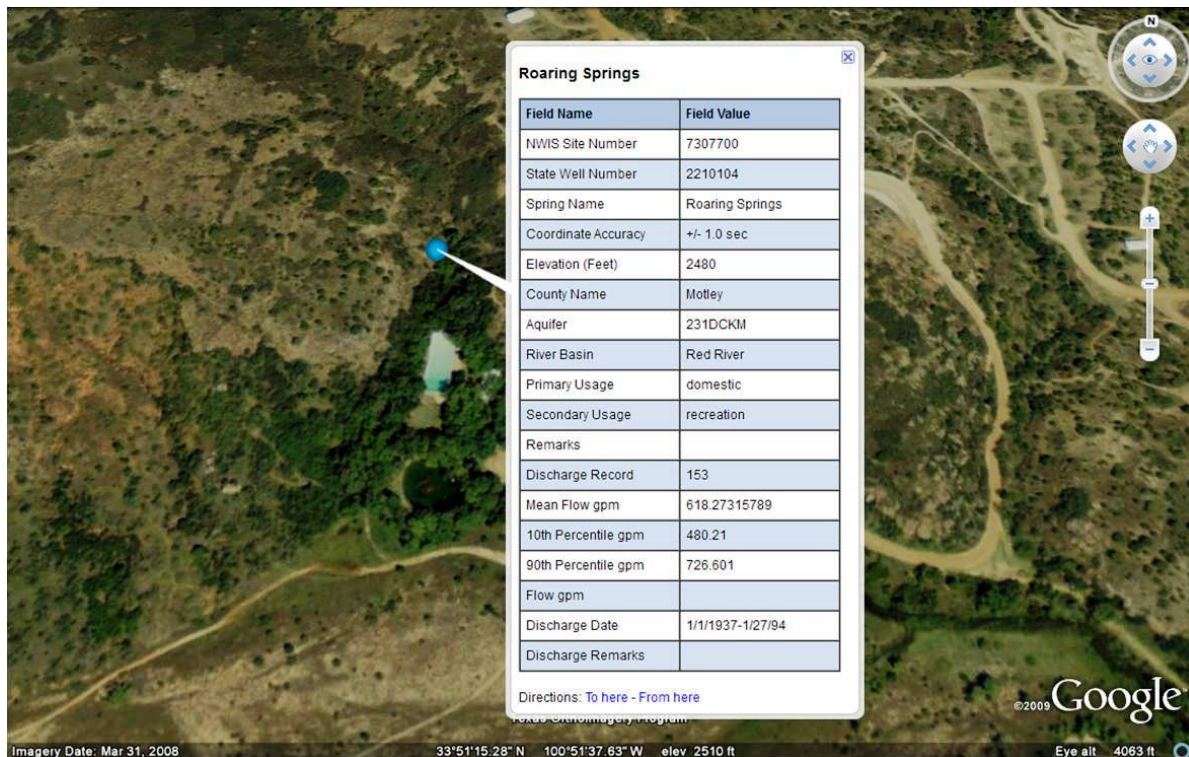 N
Roaring Springs
Field Name Field Value
NWIS Site Number 7307700
State Well Number 2210104
Spring Name Roaring Springs
Coordinate Accuracy +/- 1.0 sec
Elevation (Feet) 2480
County Name Motley
Aquifer 231DCKM
River Basin Red River
Primary Usage domestic
Secondary Usage recreation
Remarks
Discharge Record 153
Mean Flow gpm 618.27315789
10th Percentile gpm 480.21
90th Percentile gpm 726.601
Flow gpm
Discharge Date 1/1/1937-1/27/94
Discharge Remarks
Directions: To here - From here
©2009 Google
Texas Orthoimagery Program
Imagery Date: Mar 31, 2008 33°51'15.28" N 100°51'37.63" W elev 2510 ft Eye alt 4063 ft